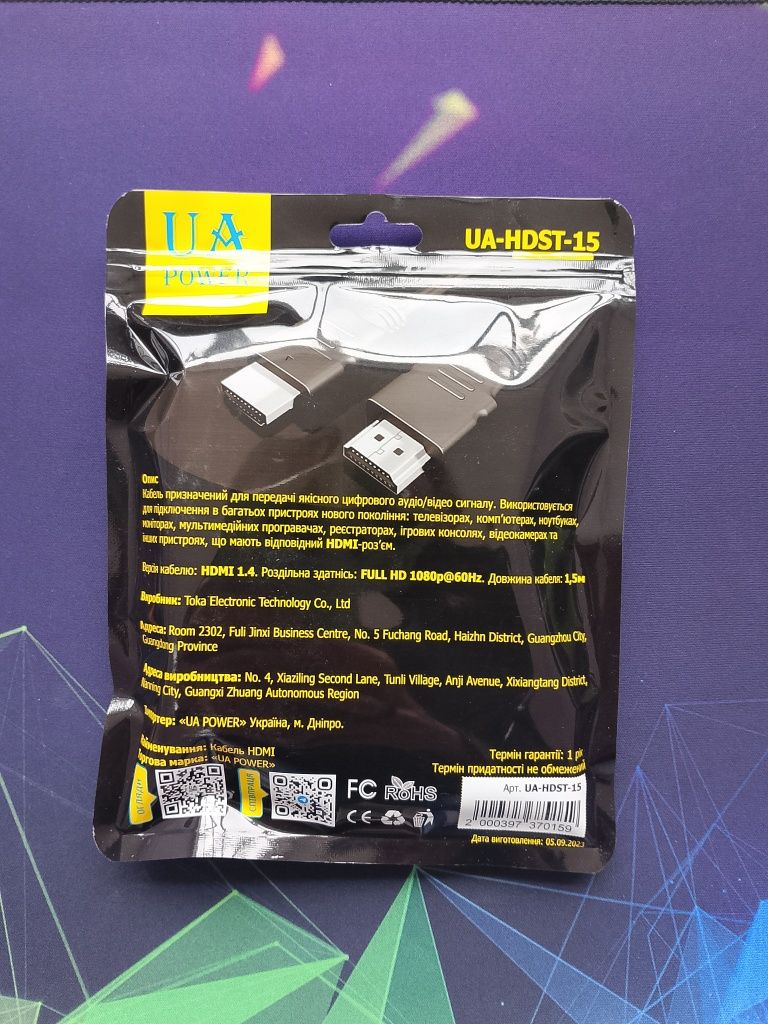 UA
POWER
UA-HDST-15
Опис
Кабель призначений для передачі якісного цифрового аудіо/відео сигналу. Використовується
для підключення в багатьох пристроях нового покоління: телевізорах, комп'ютерах, ноутбуках,
моніторах, мультимедійних програвачах, реєстраторах, ігрових консолях, відеокамерах та
інших пристроях, що мають відповідний HDMI-роз'єм.
Версія кабелю: HDMI 1.4. Роздільна здатність: FULL HD 1080p@60Hz. Довжина кабеля: 1,5м
Виробник: Toka Electronic Technology Co., Ltd
Адреса: Room 2302, Fuli Jinxi Business Centre, No. 5 Fuchang Road, Haizhn District, Guangzhou City,
Guangdong Province
Адреса виробництва: No. 4, Xiaziling Second Lane, Tunli Village, Anji Avenue, Xixiangtang District,
Nanning City, Guangxi Zhuang Autonomous Region
Імпортер: «UA POWER» Україна, м. Дніпро.
Найменування: Кабель HDMI
Торгова марка: «UA POWER»
Термін гарантії: 1 рік
Термін придатності не обмежений
ОГЛЯДИ
СПІВПРАЦЯ
FC RoHS
CE
Арт. UA-HDST-15
2 000397 370159
Дата виготовлення: 05.09.2023